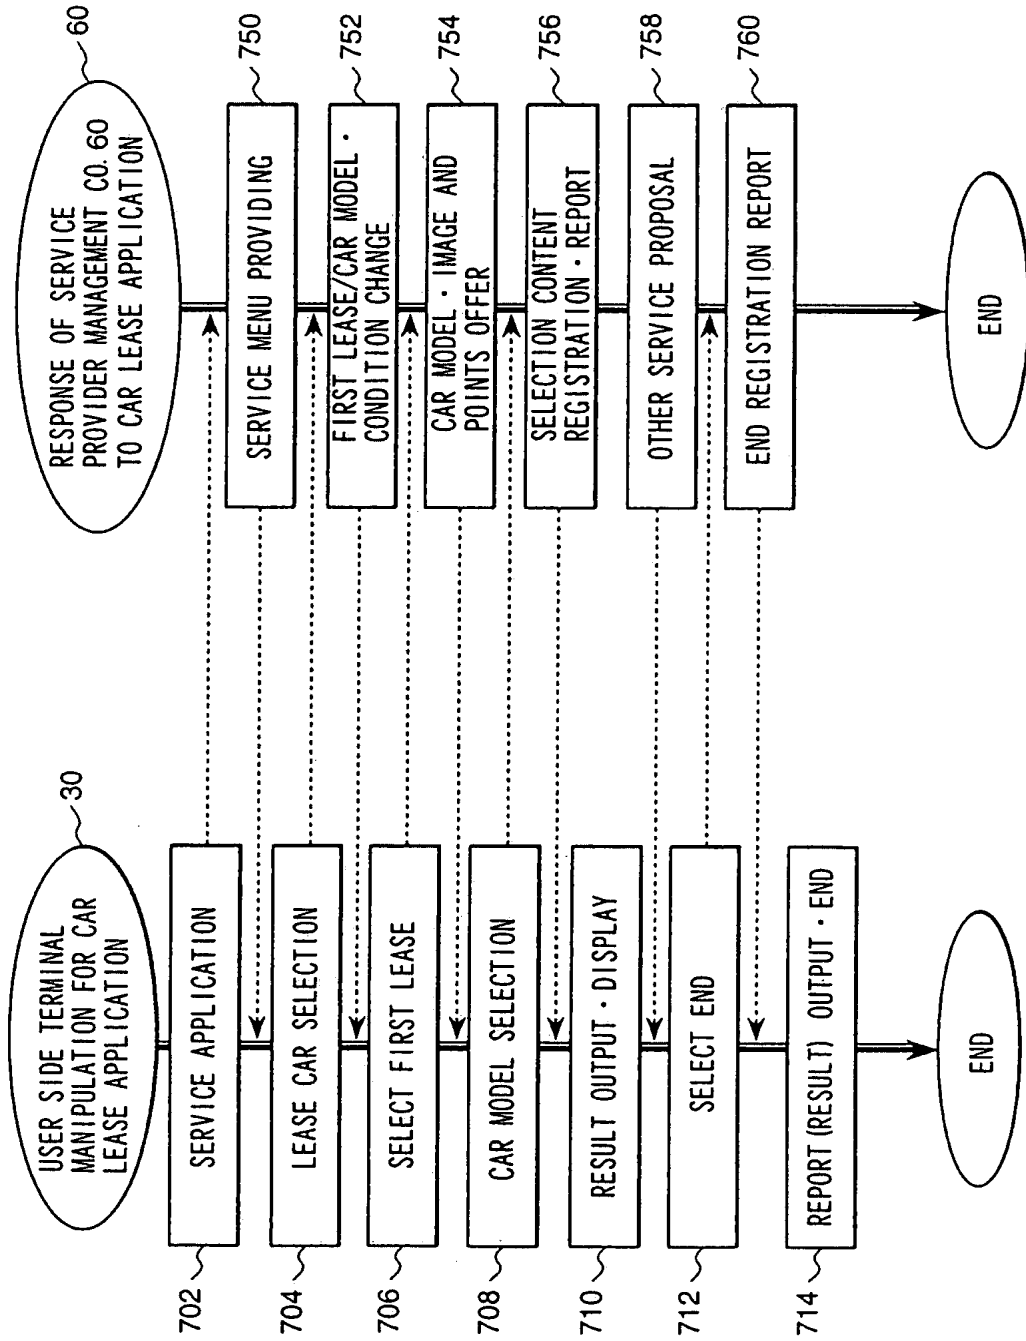 USER SIDE TERMINAL
MANIPULATION FOR CAR
LEASE APPLICATION
30
702
SERVICE APPLICATION
704
LEASE CAR SELECTION
706
SELECT FIRST LEASE
708
CAR MODEL SELECTION
710
RESULT OUTPUT・DISPLAY
712
SELECT END
714
REPORT (RESULT) OUTPUT・END
END
RESPONSE OF SERVICE
PROVIDER MANAGEMENT CO. 60
TO CAR LEASE APPLICATION
60
SERVICE MENU PROVIDING
750
FIRST LEASE/CAR MODEL・
CONDITION CHANGE
752
CAR MODEL・IMAGE AND
POINTS OFFER
754
SELECTION CONTENT
REGISTRATION・REPORT
756
OTHER SERVICE PROPOSAL
758
END REGISTRATION REPORT
760
END